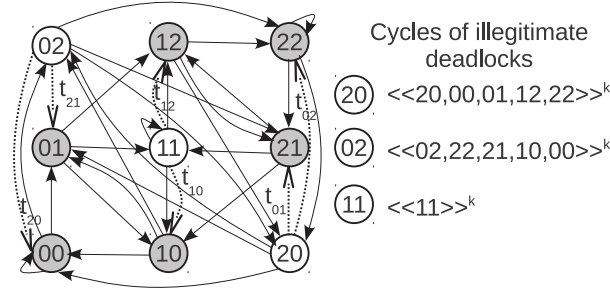 Cycles of illegitimate
deadlocks
02 12 22
t21 t12 t02
20 <<20,00,01,12,22>>^k
01 11 21
02 <<02,22,21,10,00>>^k
t10
t20 t01
11 <<11>>^k
00 10 20